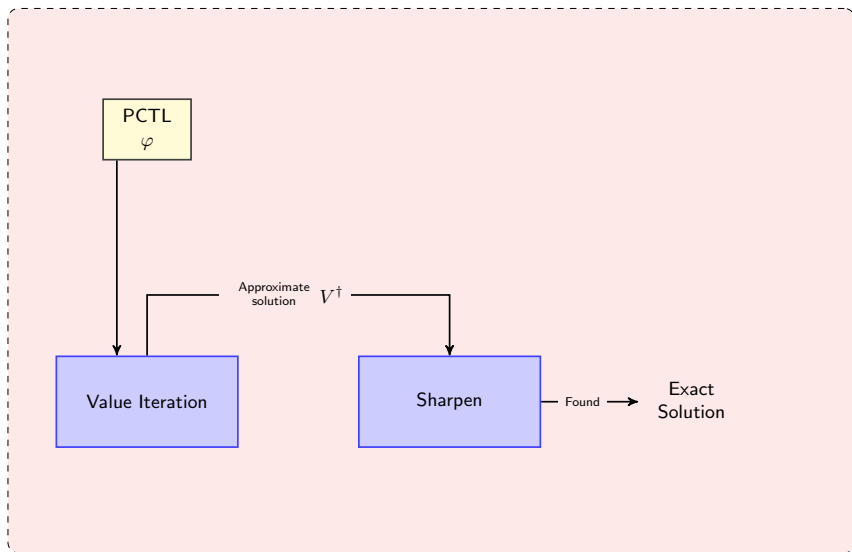 PCTL
φ
Approximate
solution V†
Value Iteration
Sharpen
Found
Exact
Solution